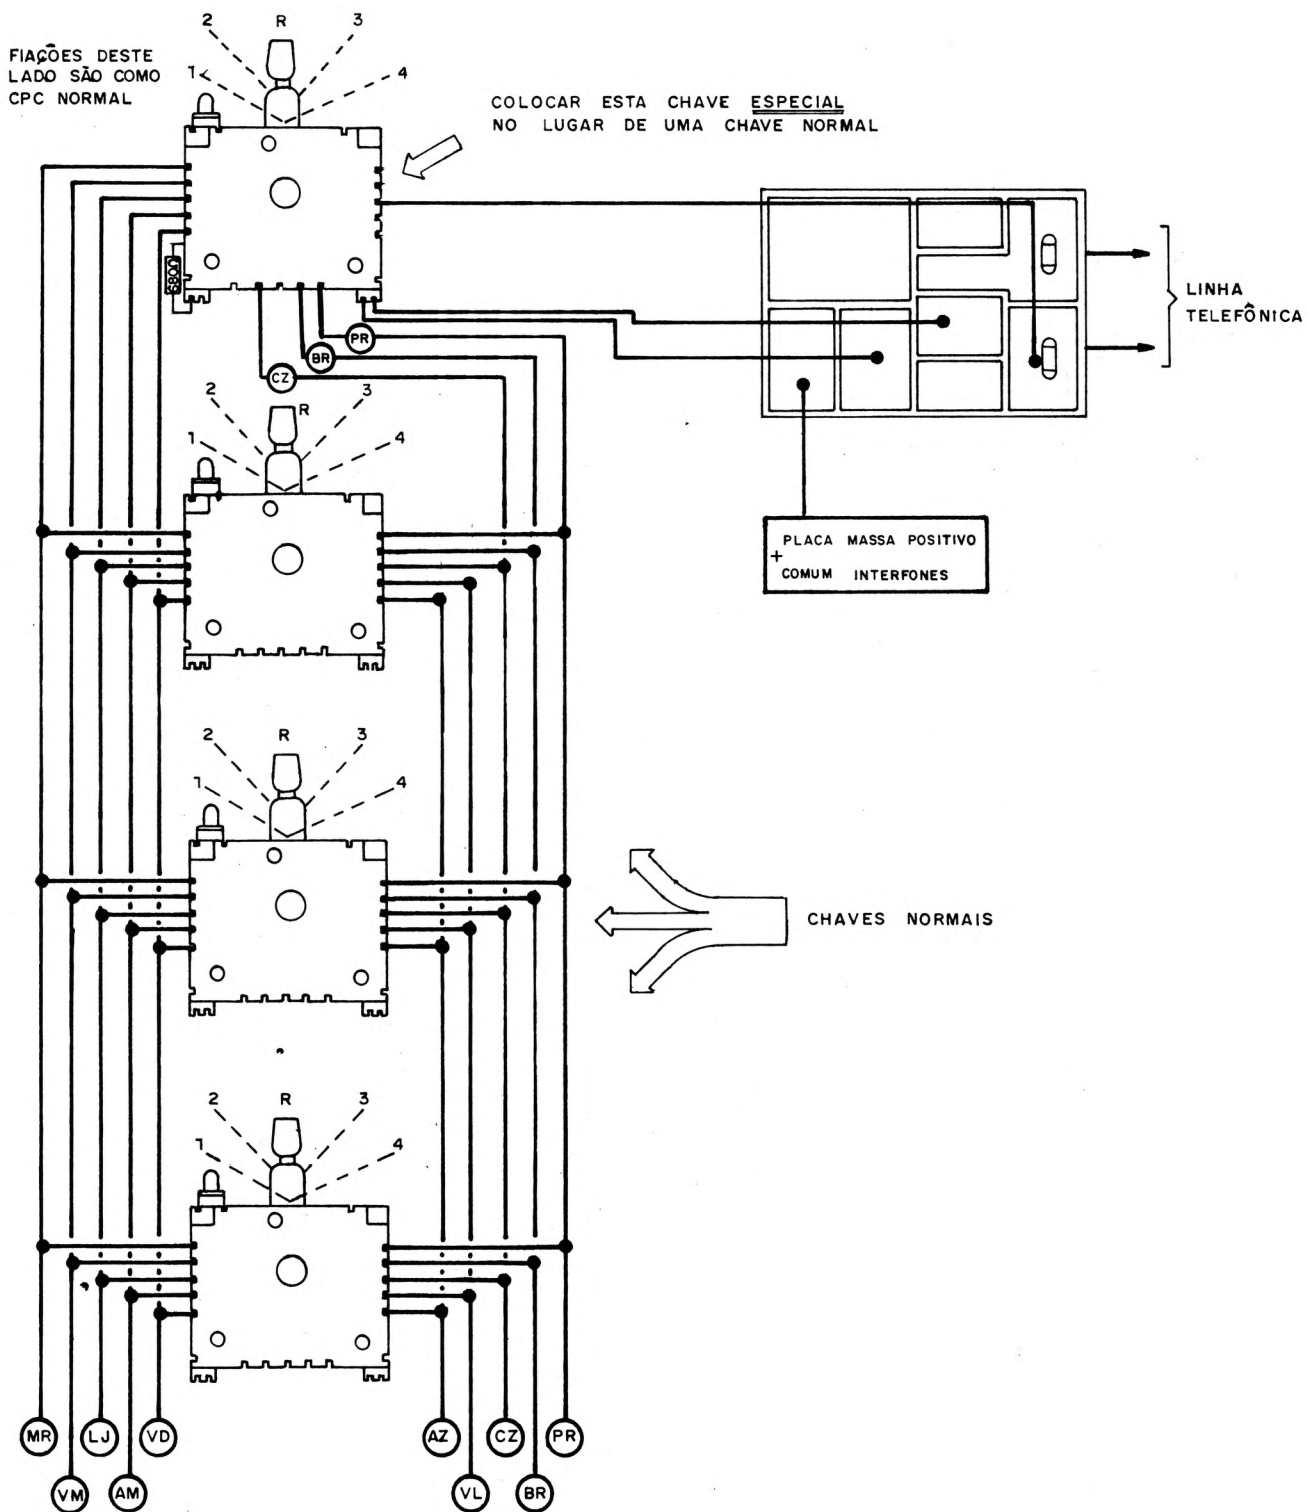 2 R 3
FIAÇÕES DESTE
LADO SÃO COMO
CPC NORMAL
1 4
COLOCAR ESTA CHAVE ESPECIAL
NO LUGAR DE UMA CHAVE NORMAL
680Ω
LINHA
TELEFÔNICA
PR
BR
CZ
2 R 3
1 4
PLACA MASSA POSITIVO
+
COMUM INTERFONES
2 R 3
1 4
CHAVES NORMAIS
2 R 3
1 4
MR LJ VD AZ CZ PR
VM AM VL BR